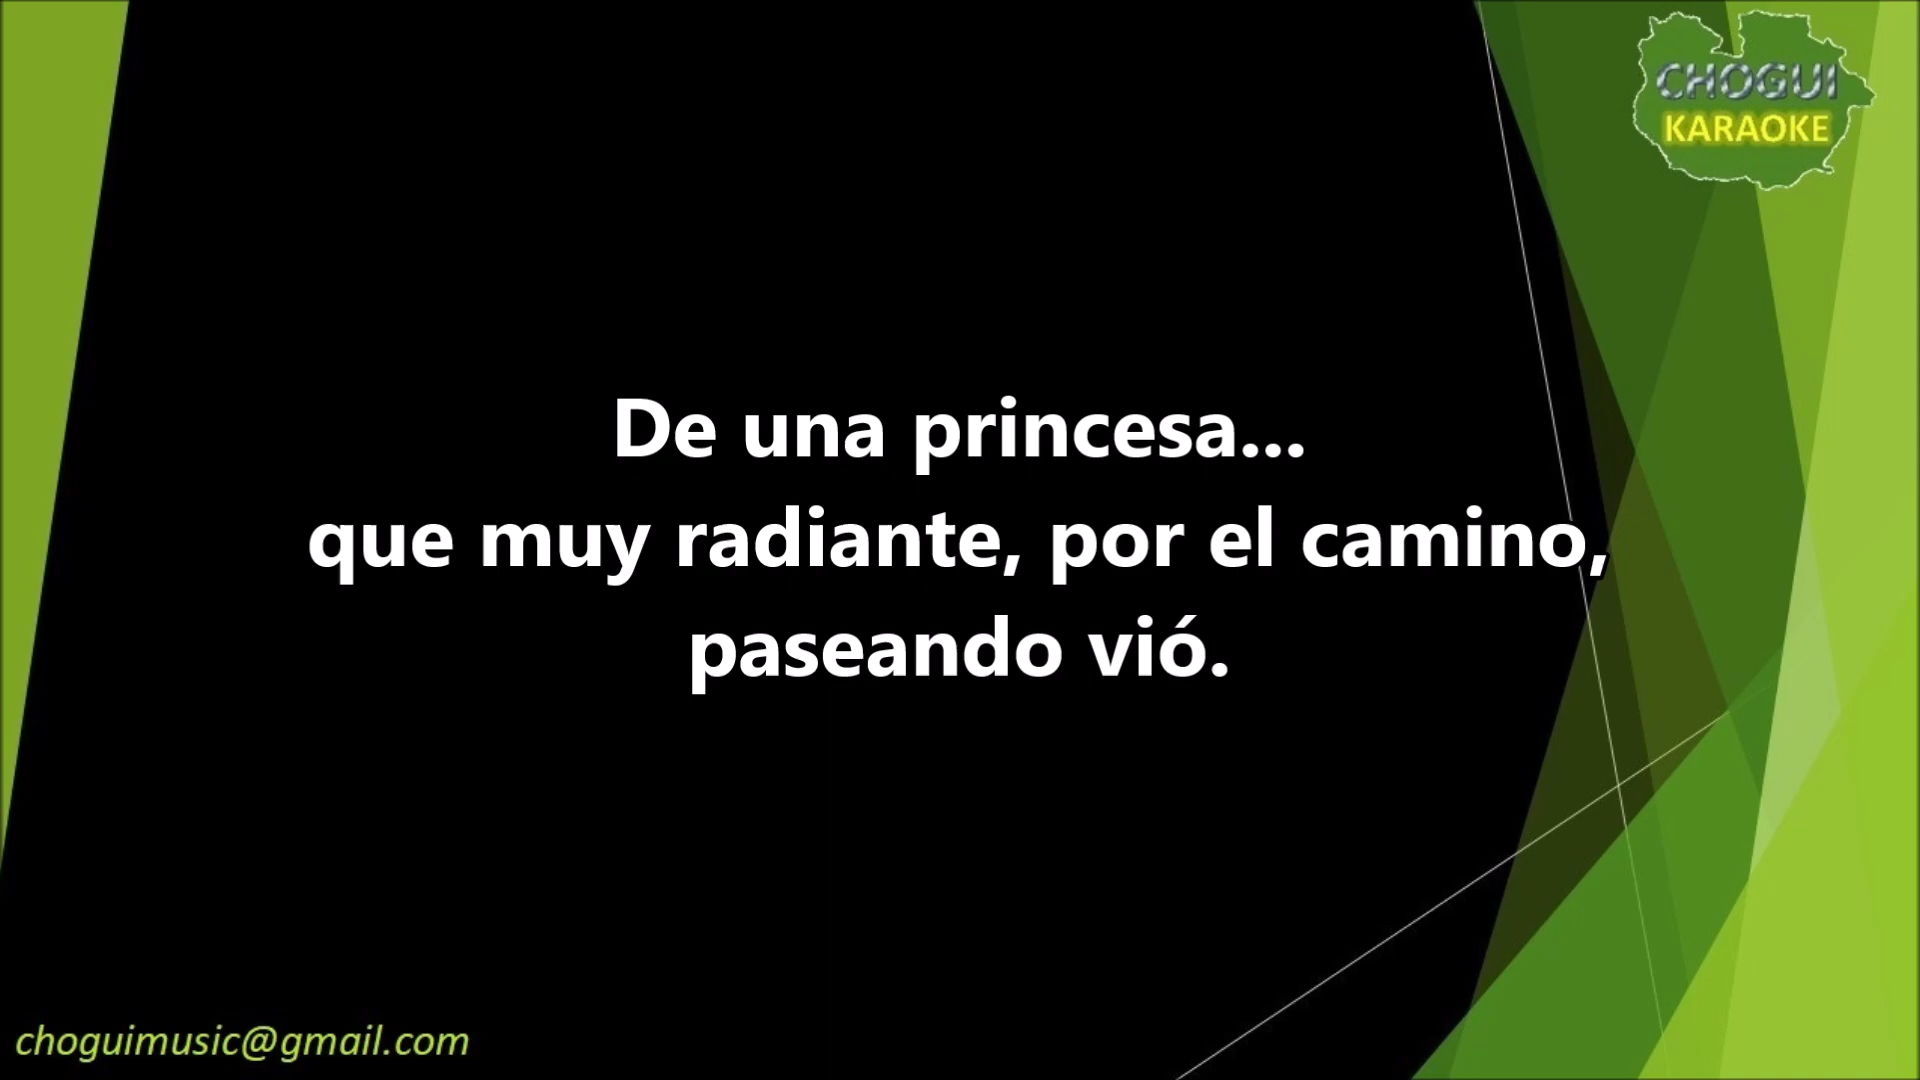 CHOGUI
KARAOKE
De una princesa...
que muy radiante, por el camino,
paseando vió.
choguimusic@gmail.com